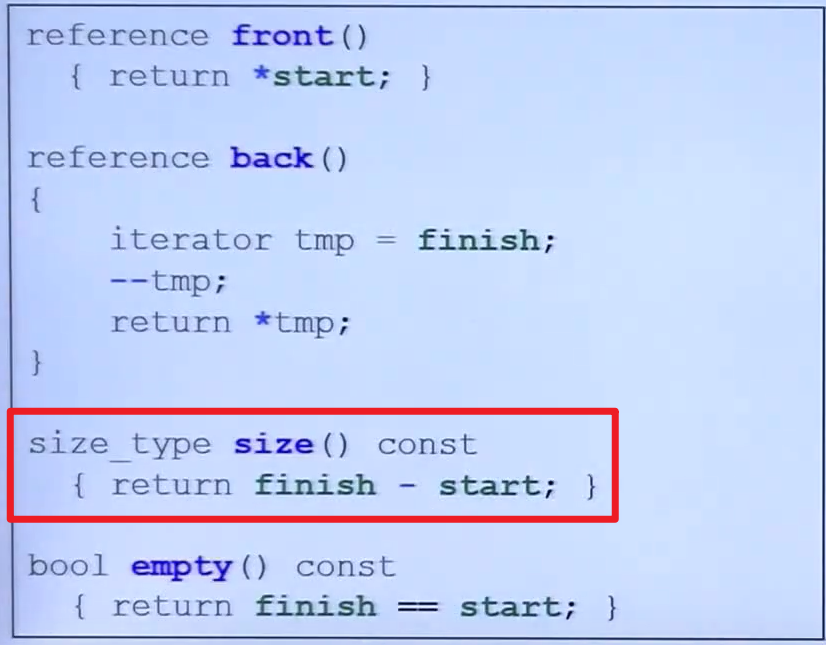 reference front()
{ return *start; }
reference back()
{
iterator tmp = finish;
--tmp;
return *tmp;
}
size_type size() const
{ return finish - start; }
bool empty() const
{ return finish == start; }